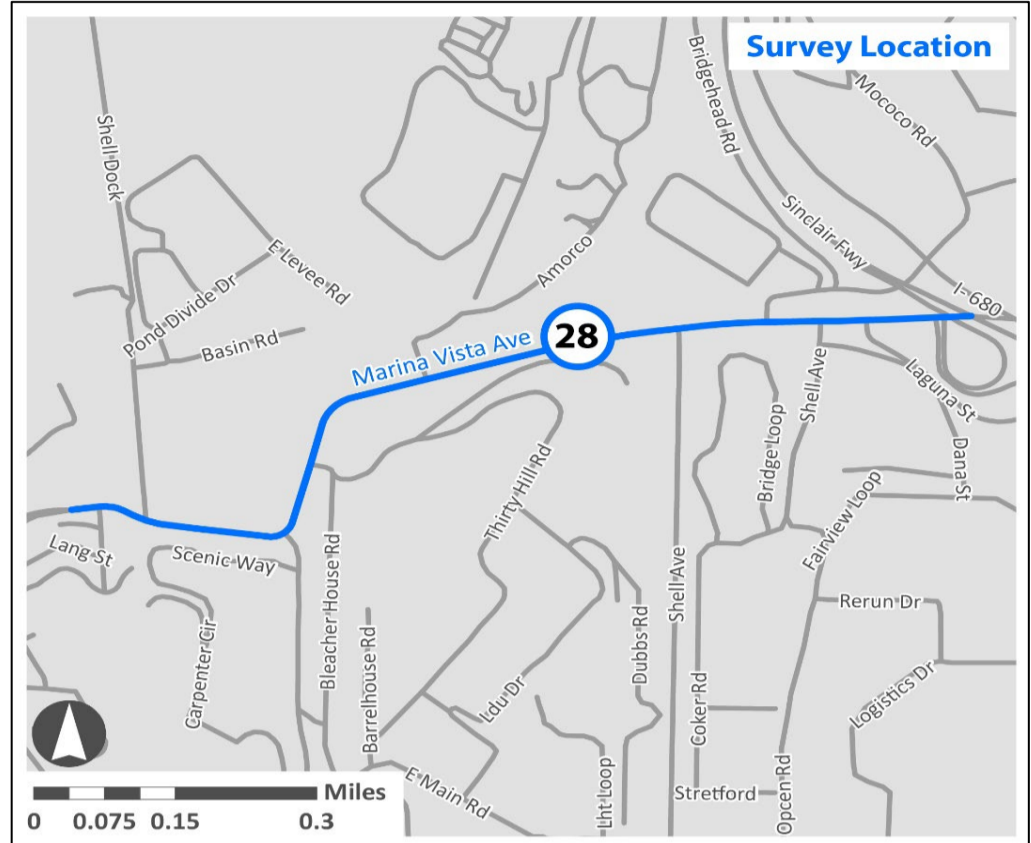 Survey Location
Bridgehead Rd
Mococo Rd
Shell Dock
Sinclair Fwy
E Levee Rd
Amorco
I- 680
Pond Divide Dr
Basin Rd
Marina Vista Ave
28
Shell Ave
Laguna St
Bridge Loop
Dana St
Thirty Hill Rd
Fairview Loop
Lang St
Scenic Way
Bleacher House Rd
Shell Ave
Rerun Dr
Barrelhouse Rd
Dubbs Rd
Carpenter Cir
Ldu Dr
Coker Rd
Logistics Dr
E Main Rd
Lht Loop
Stretford
Opcen Rd
Miles
0 0.075 0.15 0.3